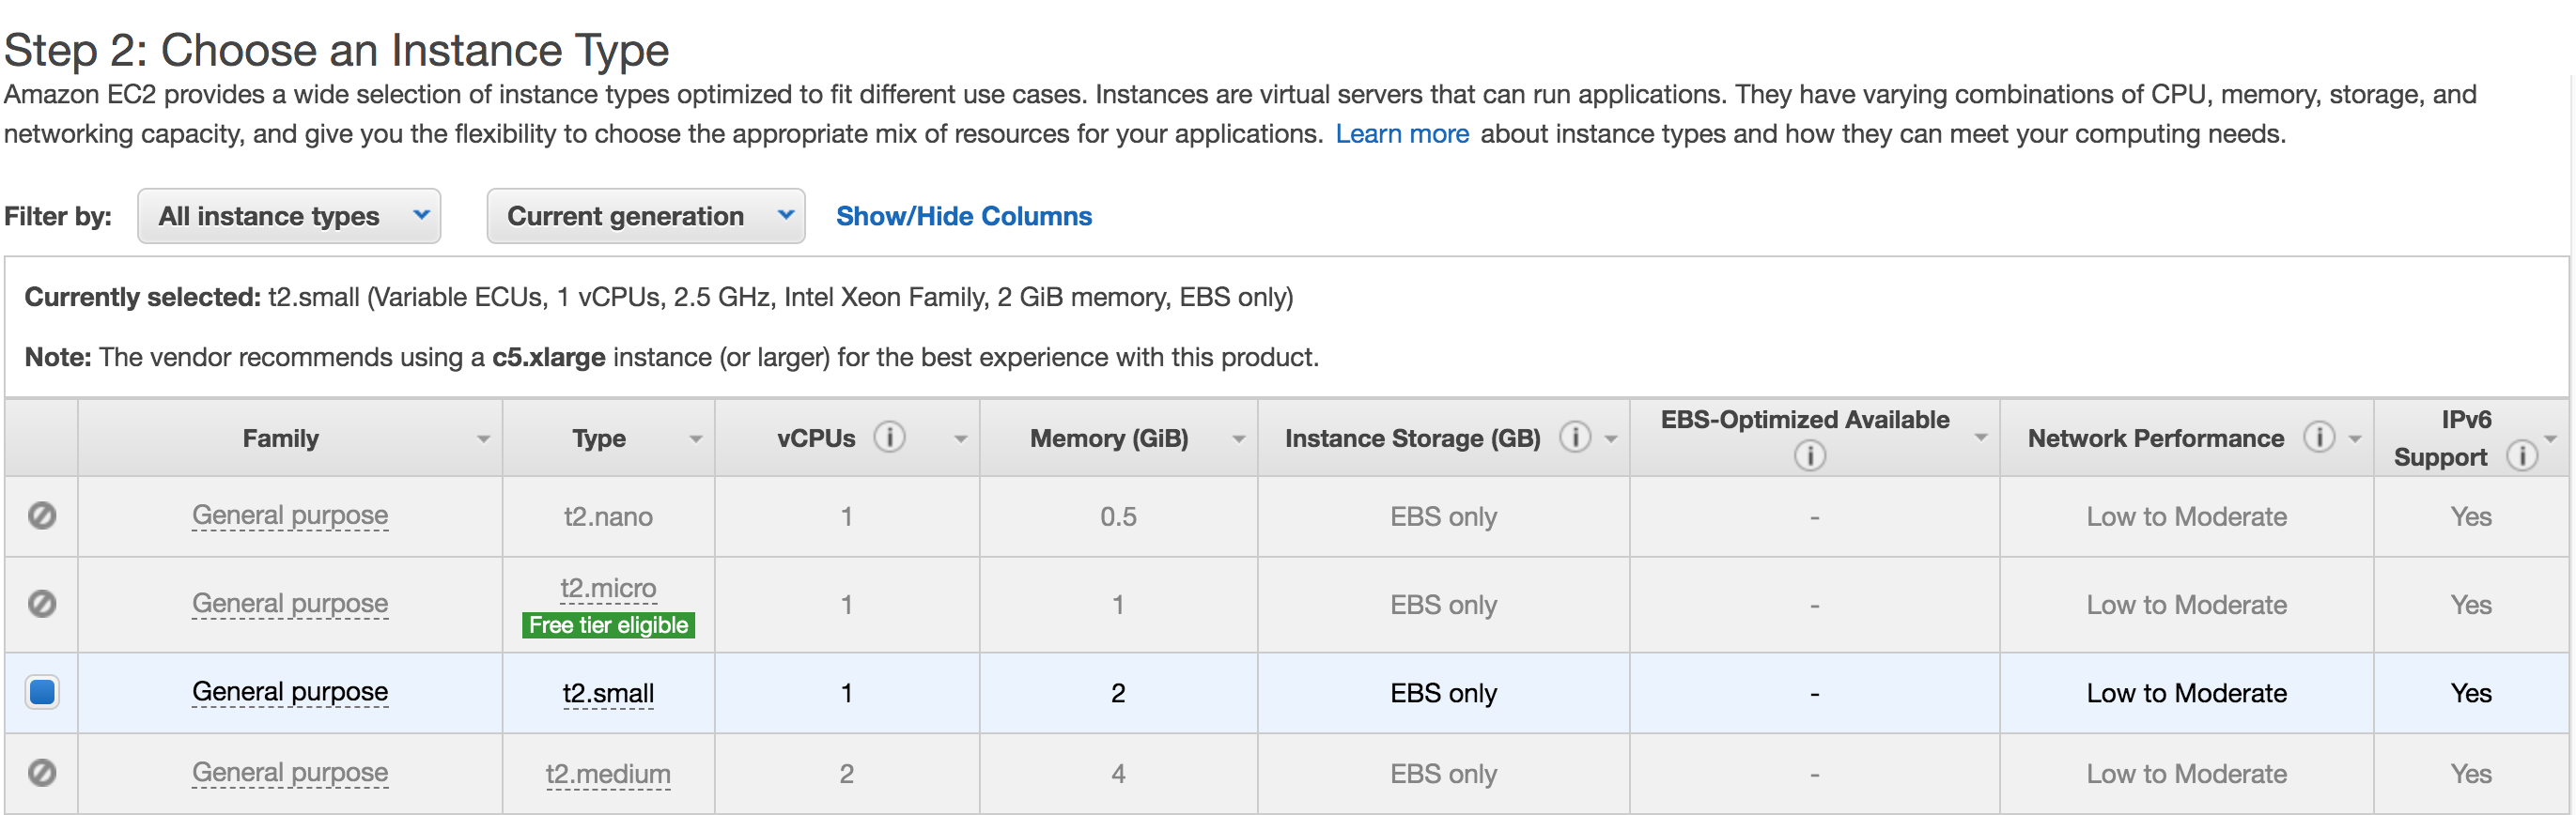 Step 2: Choose an Instance Type
Amazon EC2 provides a wide selection of instance types optimized to fit different use cases. Instances are virtual servers that can run applications. They have varying combinations of CPU, memory, storage, and
networking capacity, and give you the flexibility to choose the appropriate mix of resources for your applications. Learn more about instance types and how they can meet your computing needs.
Filter by: All instance types Current generation Show/Hide Columns
Currently selected: t2.small (Variable ECUs, 1 vCPUs, 2.5 GHz, Intel Xeon Family, 2 GiB memory, EBS only)
Note: The vendor recommends using a c5.xlarge instance (or larger) for the best experience with this product.
Family Type vCPUs Memory (GiB) Instance Storage (GB) EBS-Optimized Available Network Performance IPv6 Support
General purpose t2.nano 1 0.5 EBS only - Low to Moderate Yes
General purpose t2.micro 1 1 EBS only - Low to Moderate Yes
Free tier eligible
General purpose t2.small 1 2 EBS only - Low to Moderate Yes
General purpose t2.medium 2 4 EBS only - Low to Moderate Yes